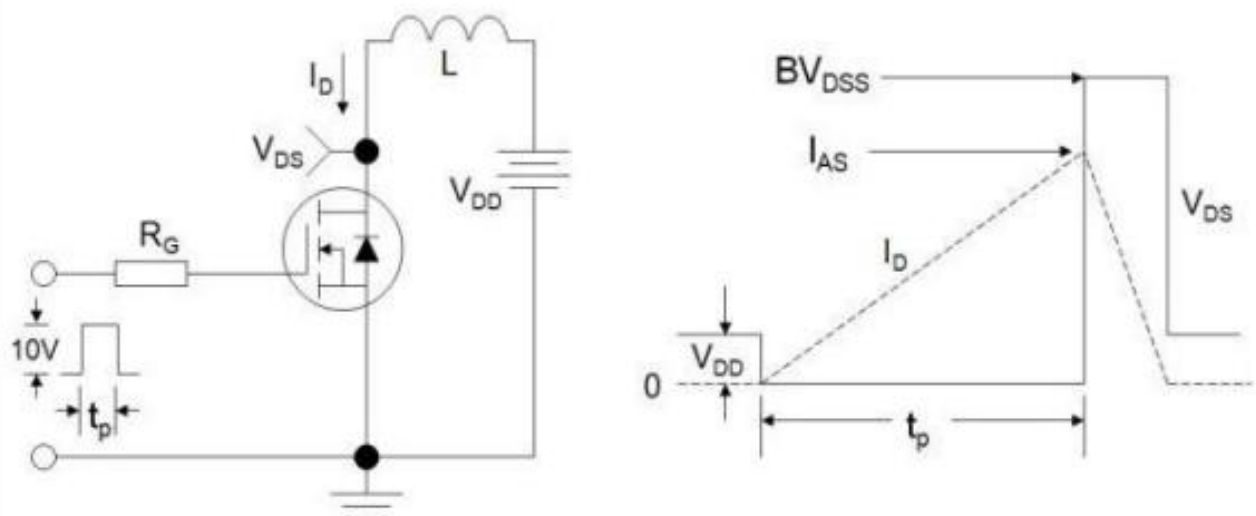 L
I_D
V_DS
V_DD
R_G
10V
t_p
BV_DSS
I_AS
V_DS
I_D
V_DD
0
t_p